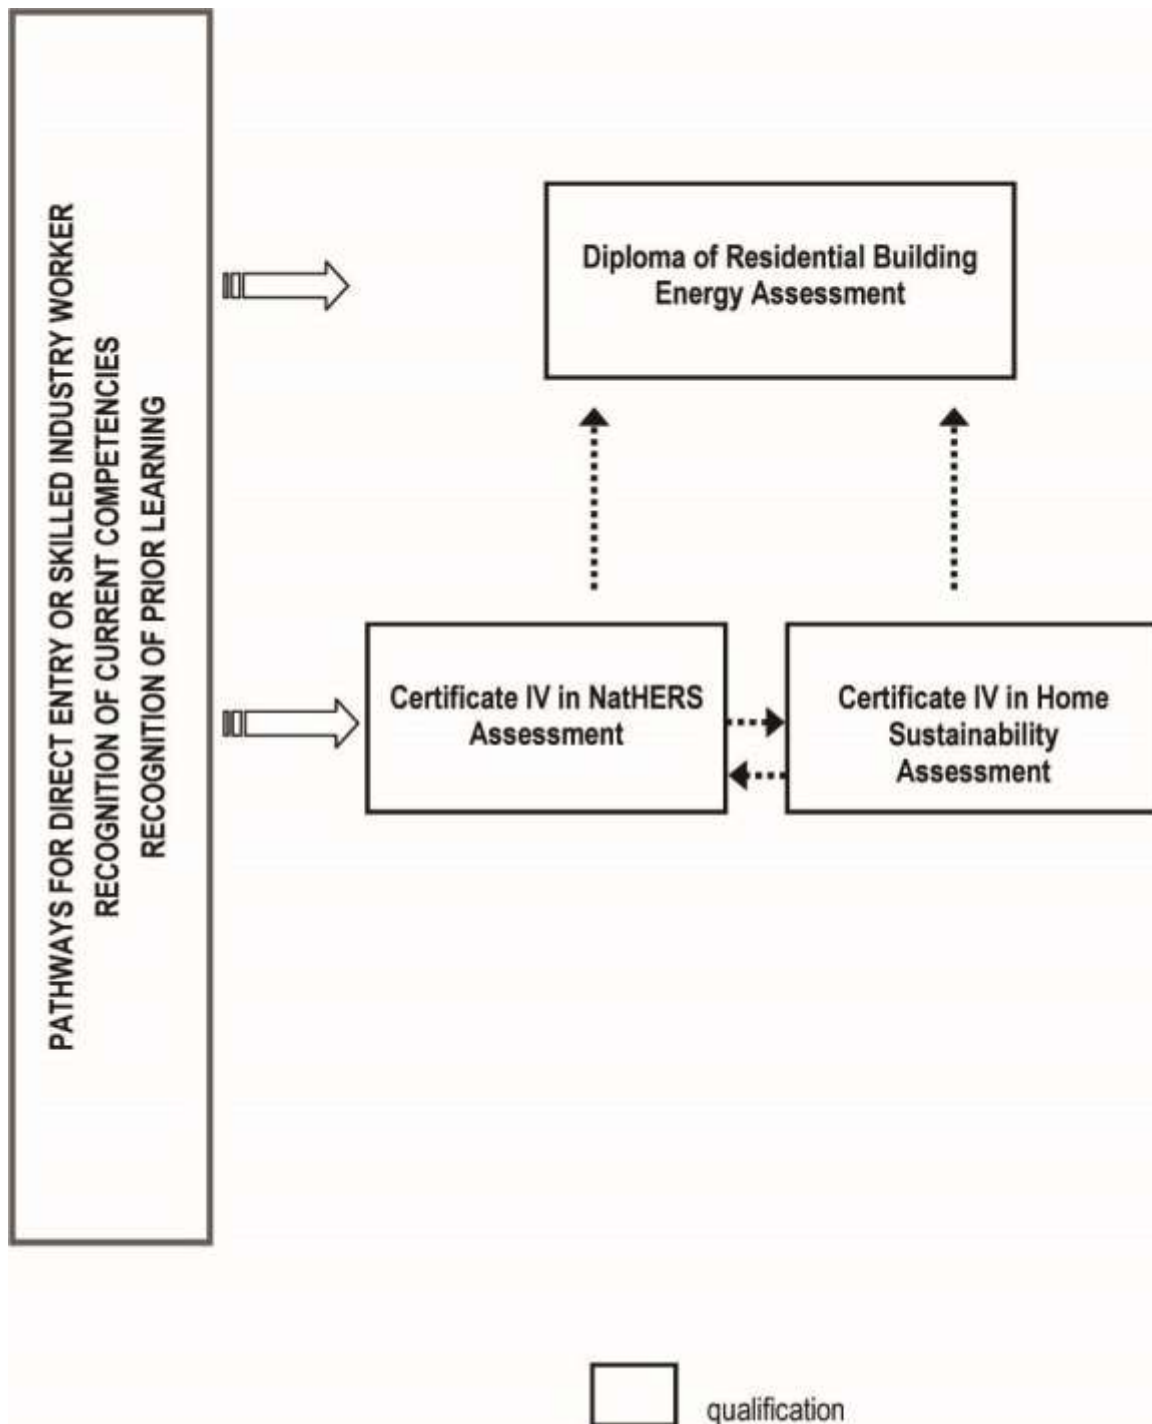 PATHWAYS FOR DIRECT ENTRY OR SKILLED INDUSTRY WORKER
RECOGNITION OF CURRENT COMPETENCIES
RECOGNITION OF PRIOR LEARNING
Diploma of Residential Building
Energy Assessment
Certificate IV in NatHERS
Assessment
Certificate IV in Home
Sustainability
Assessment
qualification